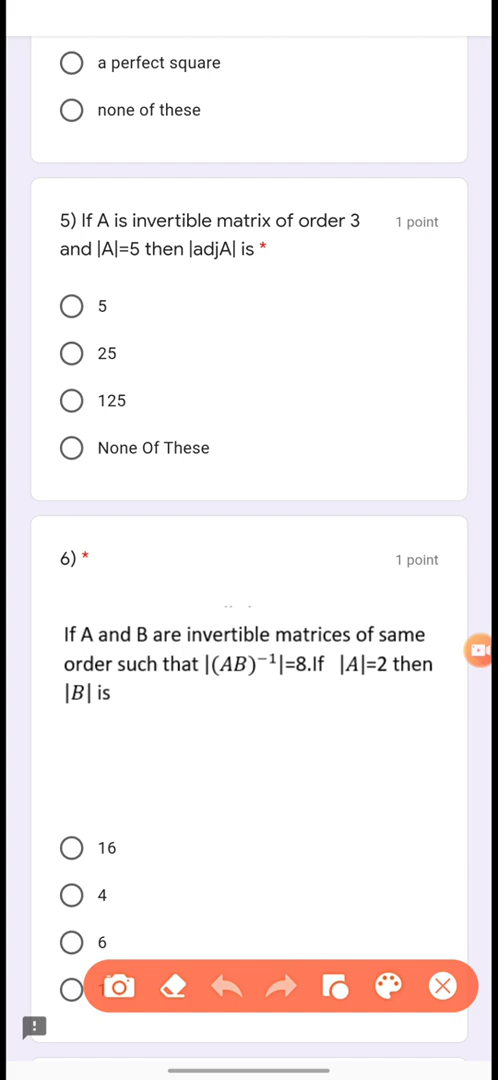 a perfect square
none of these
5) If A is invertible matrix of order 3
1 point
and |A|=5 then |adjA| is *
5
25
125
None Of These
6) *
1 point
If A and B are invertible matrices of same
order such that |(AB)⁻¹|=8.If |A|=2 then
|B| is
16
4
6